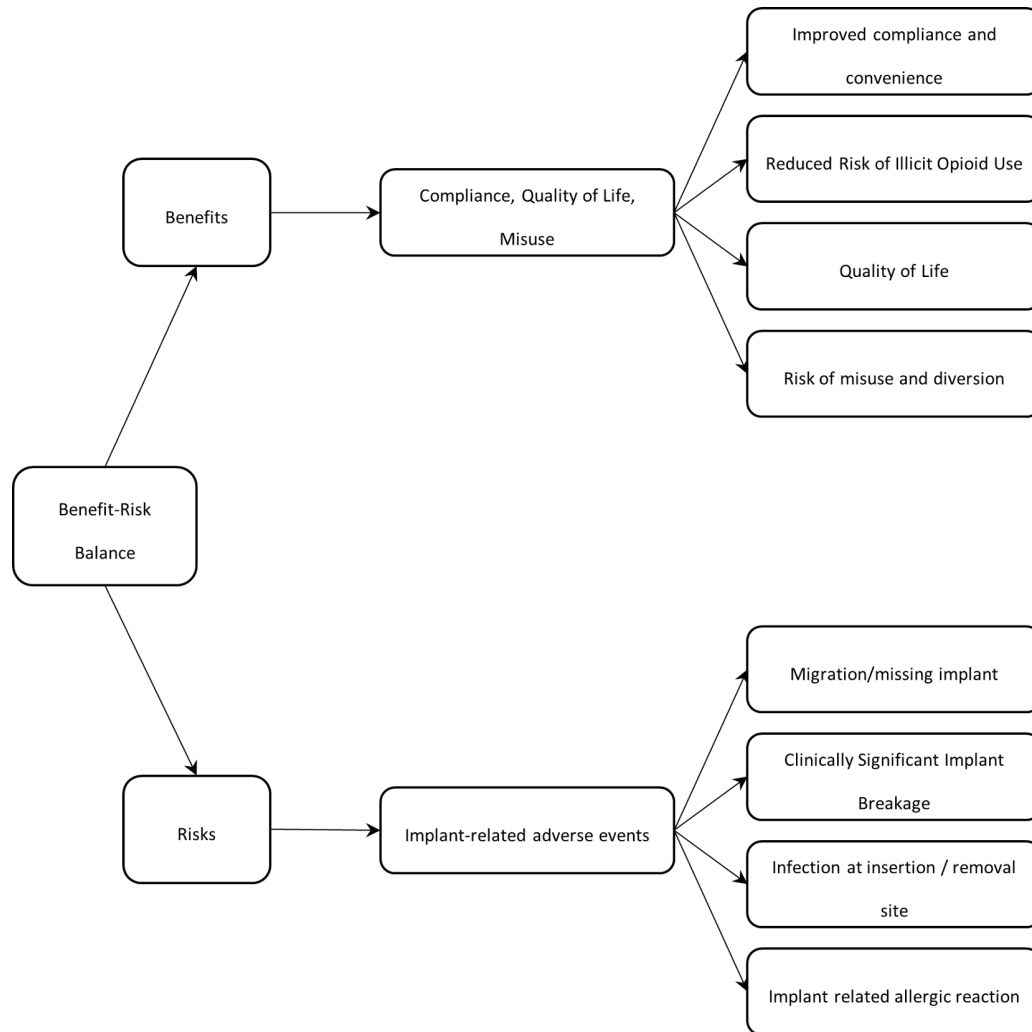 Improved compliance and
convenience
Reduced Risk of Illicit Opioid Use
Benefits
Compliance, Quality of Life,
Misuse
Quality of Life
Risk of misuse and diversion
Benefit-Risk
Balance
Migration/missing implant
Clinically Significant Implant
Breakage
Risks
Implant-related adverse events
Infection at insertion / removal
site
Implant related allergic reaction